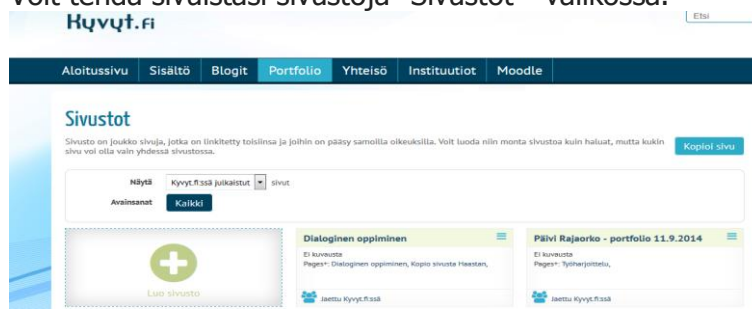 Voit tehdä sivuistasi sivustoja "Sivustot" -valikossa:
Kyvyt.fi
Etsi
Aloitussivu Sisältö Blogit Portfolio Yhteisö Instituutiot Moodle
Sivustot
Sivusto on joukko sivuja, jotka on linkitetty toisiinsa ja joihin on pääsy samoilla oikeuksilla. Voit luoda niin monta sivustoa kuin haluat, mutta kukin
sivu voi olla vain yhdessä sivustossa.
Kopioi sivu
Näytä Kyvyt.fi:ssä julkaistut sivut
Avainsanat Kaikki
Luo sivusto
Dialoginen oppiminen
Ei kuvausta
Pages+: Dialoginen oppiminen, Kopio sivusta Haastan,
Jaettu Kyvyt.fi:ssä
Päivi Rajaorko - portfolio 11.9.2014
Ei kuvausta
Pages+: Työharjoittelu,
Jaettu Kyvyt.fi:ssä